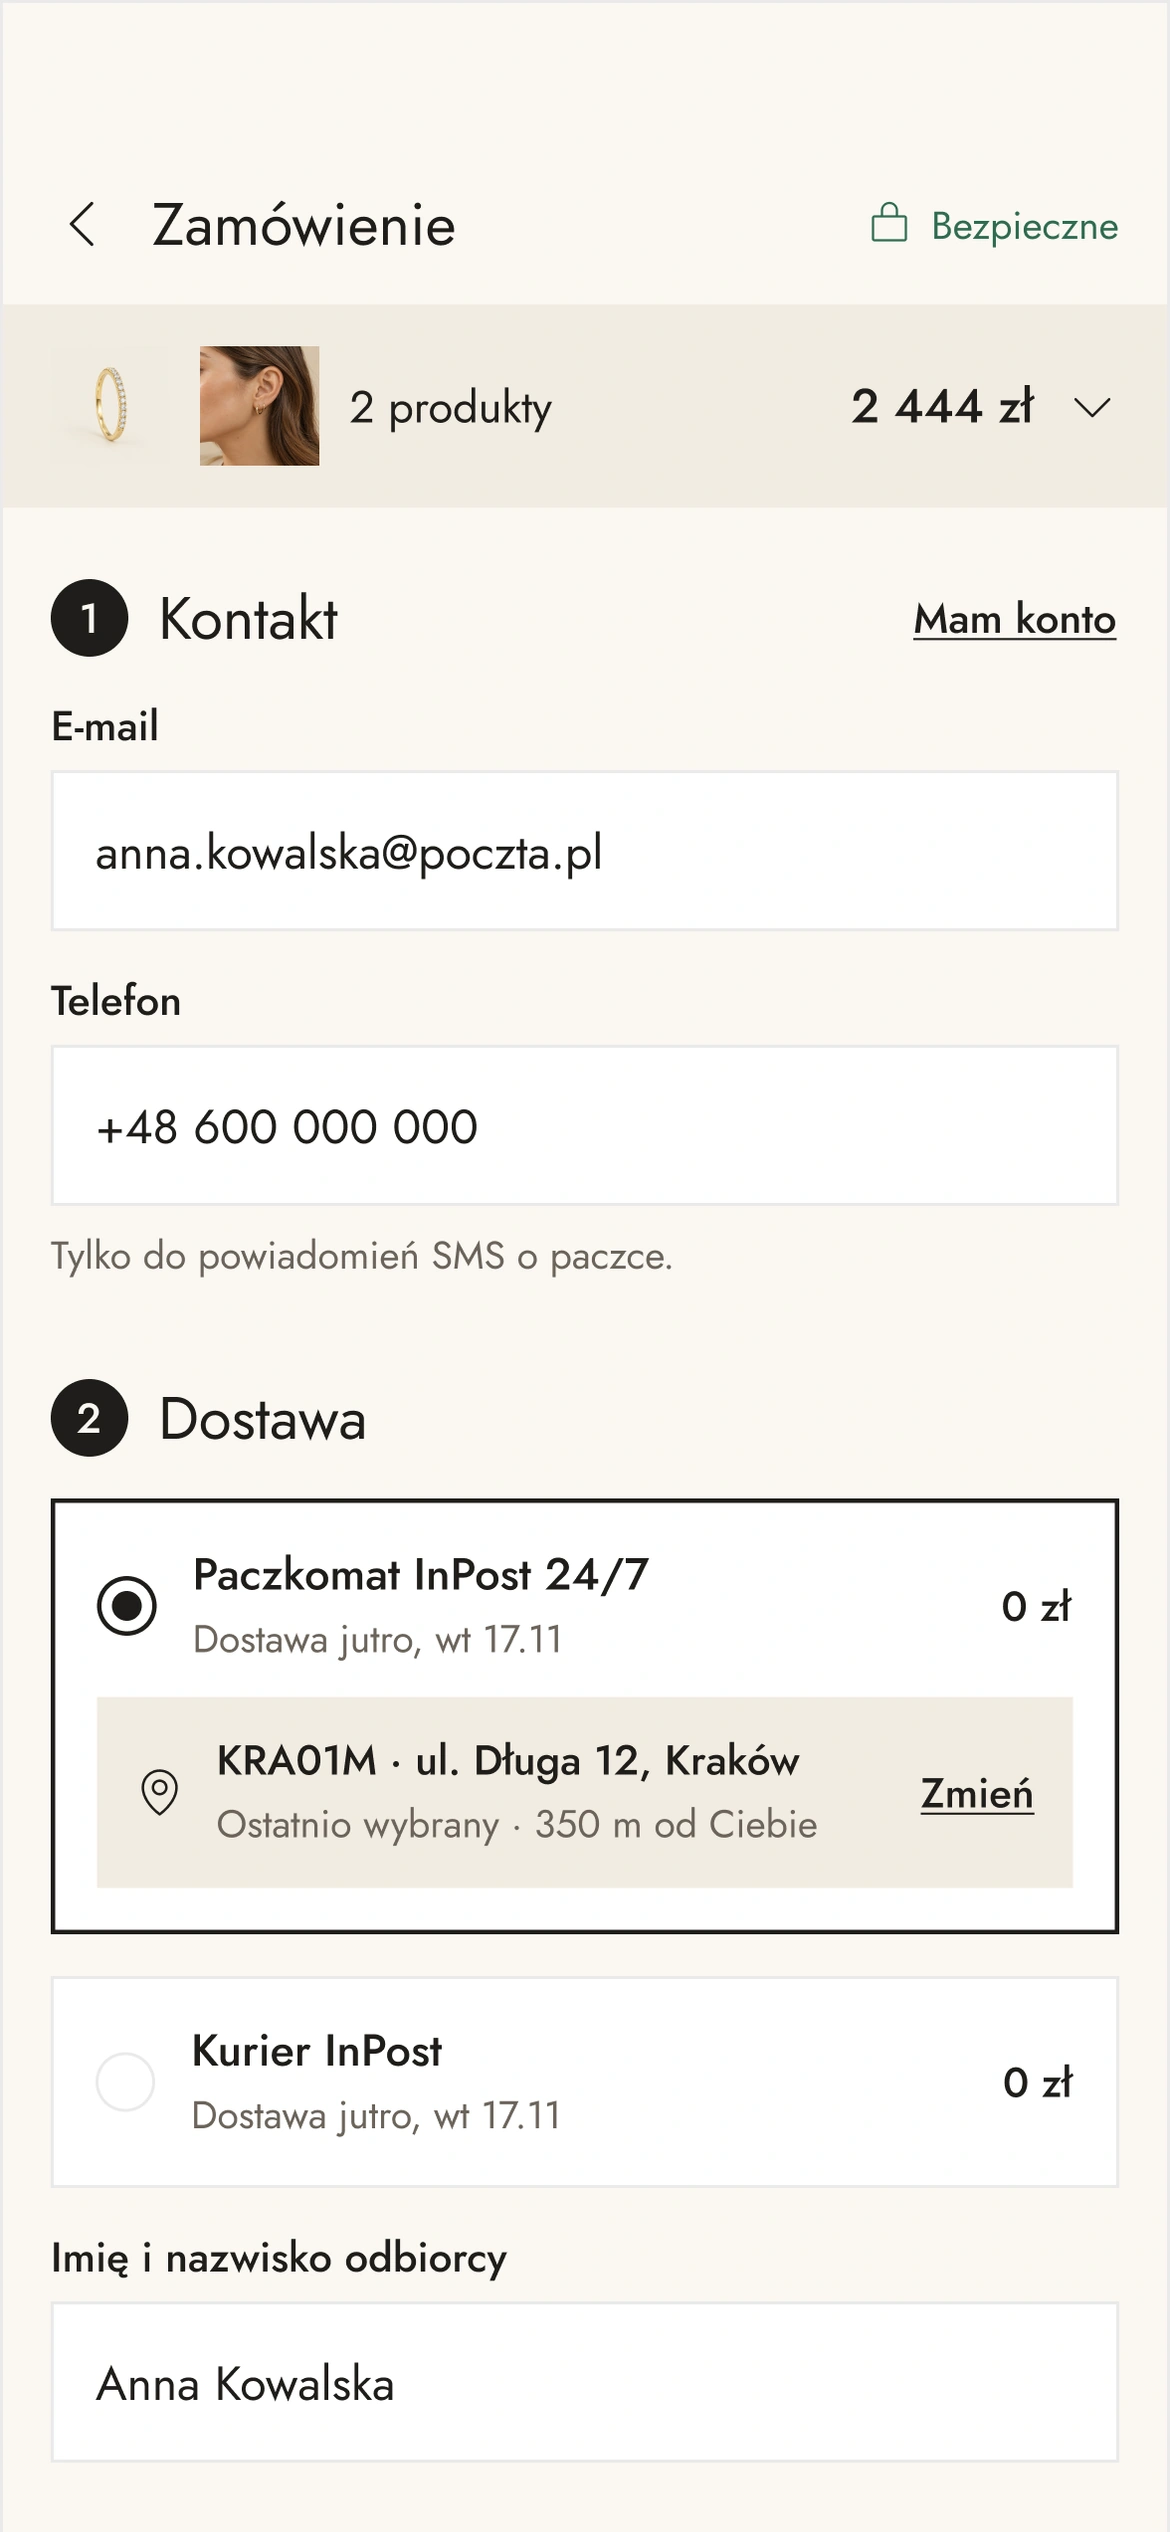 Zamówienie
Bezpieczne
2 produkty
2 444 zł
1 Kontakt
Mam konto
E-mail
anna.kowalska@poczta.pl
Telefon
+48 600 000 000
Tylko do powiadomień SMS o paczce.
2 Dostawa
Paczkomat InPost 24/7
Dostawa jutro, wt 17.11
0 zł
KRA01M · ul. Długa 12, Kraków
Ostatnio wybrany · 350 m od Ciebie
Zmień
Kurier InPost
Dostawa jutro, wt 17.11
0 zł
Imię i nazwisko odbiorcy
Anna Kowalska